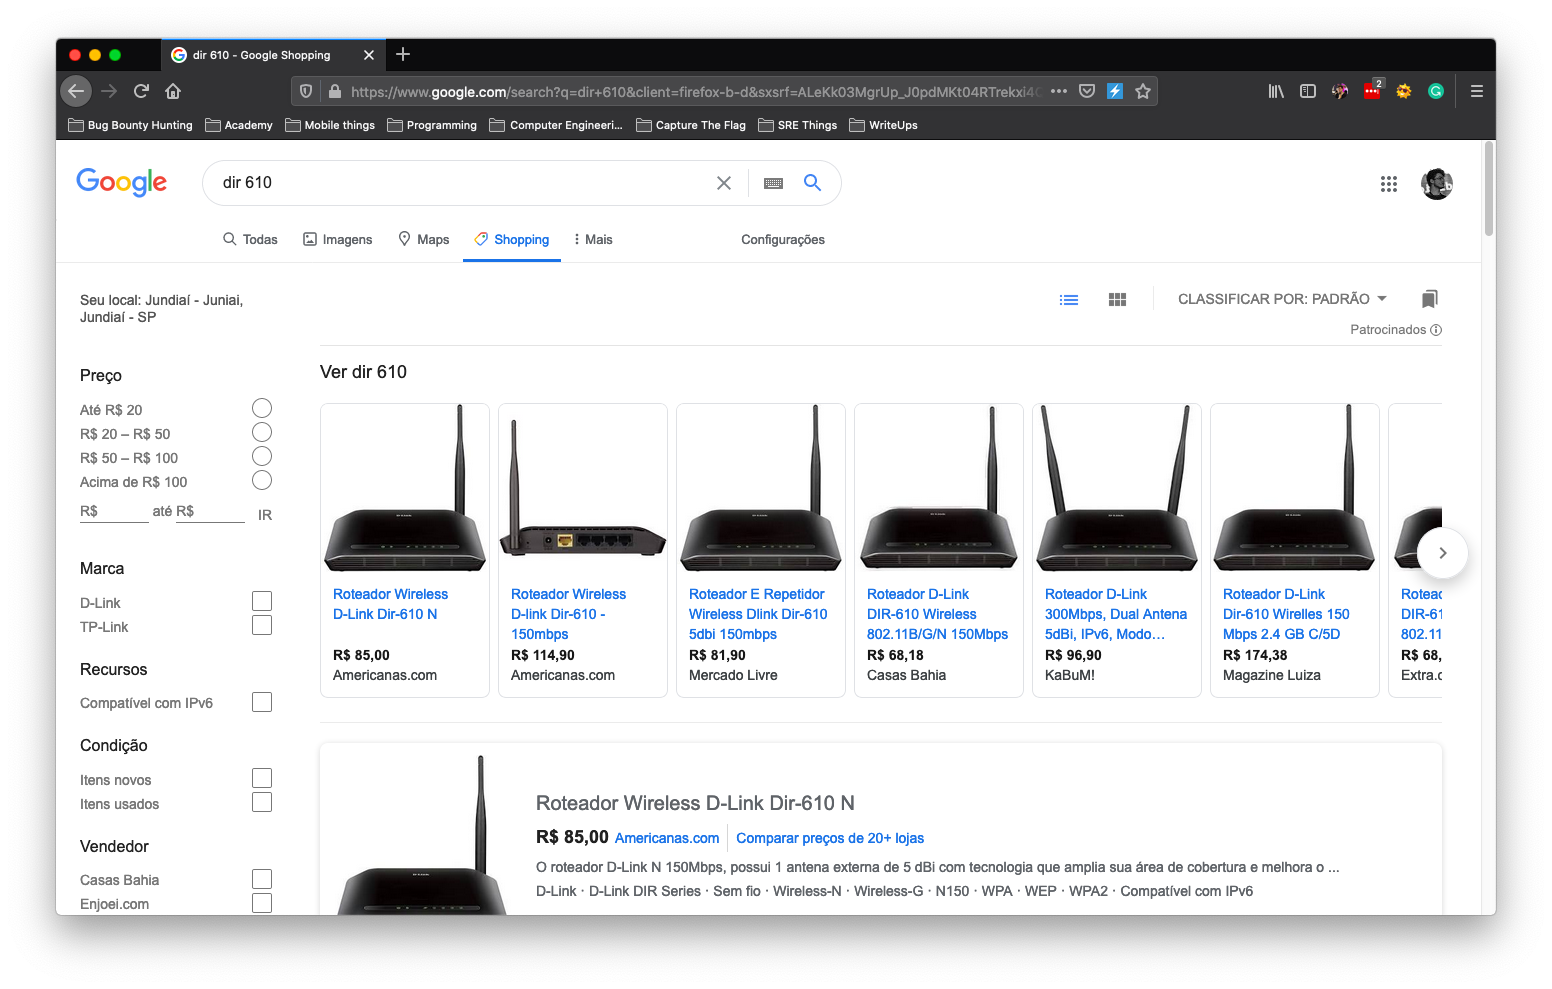 dir 610 - Google Shopping
https://www.google.com/search?q=dir+610&client=firefox-b-d&sxsrf=ALeKk03MgrUp_J0pdMKt04RTrekxi4
2
Bug Bounty Hunting Academy Mobile things Programming Computer Engineeri... Capture The Flag SRE Things WriteUps
Google
dir 610
Todas Imagens Maps Shopping Mais Configurações
Seu local: Jundiaí - Juniai,
Jundiaí - SP
CLASSIFICAR POR: PADRÃO
Patrocinados
Preço
Até R$ 20
R$ 20 – R$ 50
R$ 50 – R$ 100
Acima de R$ 100
R$ até R$ IR
Marca
D-Link
TP-Link
Recursos
Compatível com IPv6
Condição
Itens novos
Itens usados
Vendedor
Casas Bahia
Enjoei.com
Ver dir 610
Roteador Wireless
D-Link Dir-610 N
R$ 85,00
Americanas.com
Roteador Wireless
D-link Dir-610 -
150mbps
R$ 114,90
Americanas.com
Roteador E Repetidor
Wireless Dlink Dir-610
5dbi 150mbps
R$ 81,90
Mercado Livre
Roteador D-Link
DIR-610 Wireless
802.11B/G/N 150Mbps
R$ 68,18
Casas Bahia
Roteador D-Link
300Mbps, Dual Antena
5dBi, IPv6, Modo…
R$ 96,90
KaBuM!
Roteador D-Link
Dir-610 Wirelles 150
Mbps 2.4 GB C/5D
R$ 174,38
Magazine Luiza
Roteac
DIR-61
802.11
R$ 68,
Extra.c
Roteador Wireless D-Link Dir-610 N
R$ 85,00 Americanas.com Comparar preços de 20+ lojas
O roteador D-Link N 150Mbps, possui 1 antena externa de 5 dBi com tecnologia que amplia sua área de cobertura e melhora o ...
D-Link · D-Link DIR Series · Sem fio · Wireless-N · Wireless-G · N150 · WPA · WEP · WPA2 · Compatível com IPv6